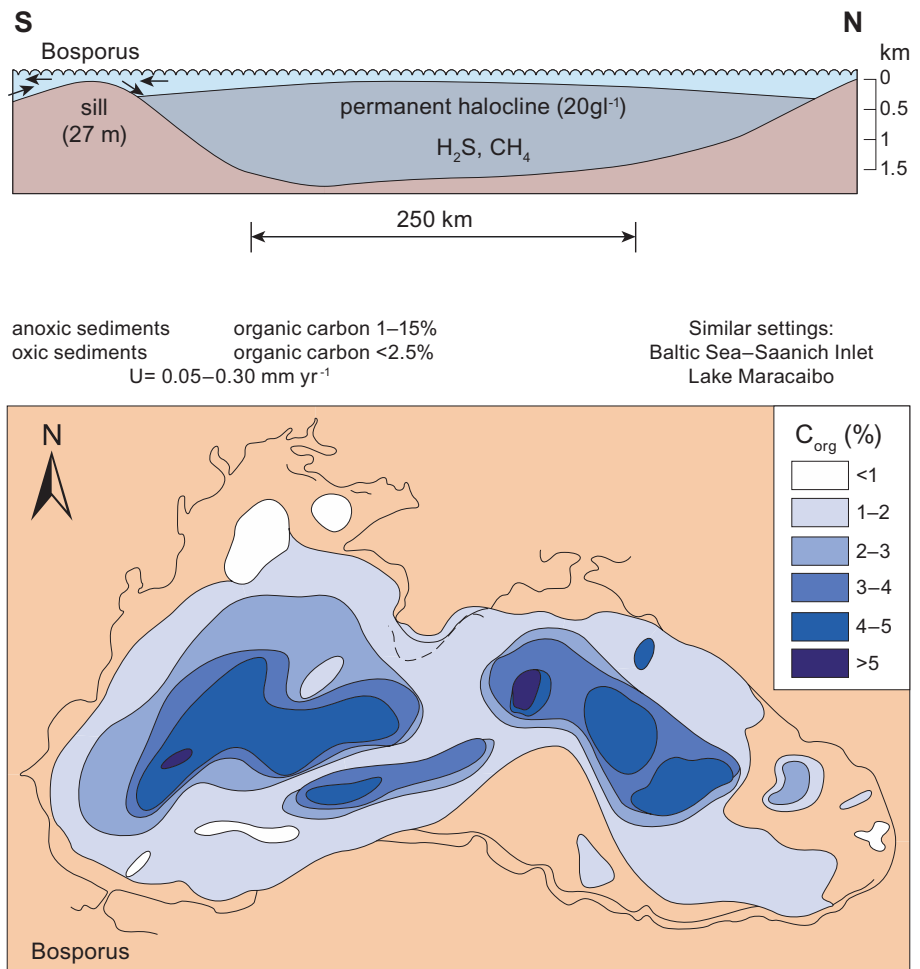 S
N
Bosporus
km
0
0.5
1
1.5
sill
(27 m)
permanent halocline (20gl⁻¹)
H₂S, CH₄
250 km
anoxic sediments organic carbon 1–15%
oxic sediments organic carbon <2.5%
U= 0.05–0.30 mm yr⁻¹
Similar settings:
Baltic Sea–Saanich Inlet
Lake Maracaibo
N
C_org (%)
<1
1–2
2–3
3–4
4–5
>5
Bosporus